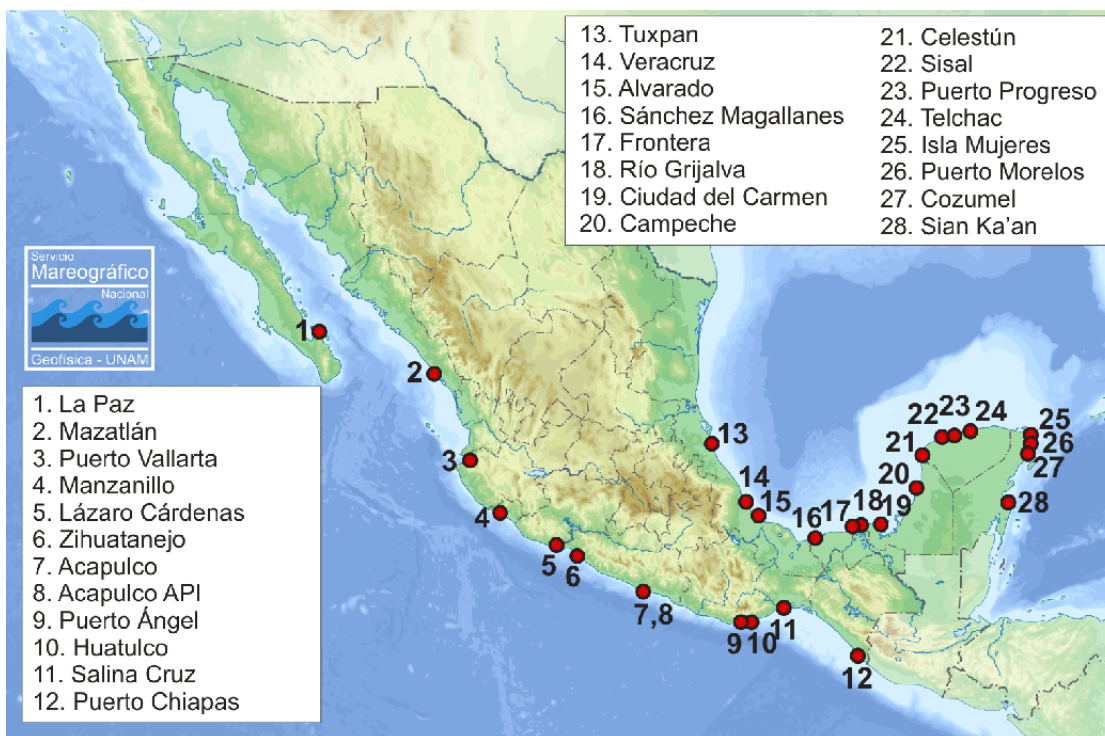 13. Tuxpan
14. Veracruz
15. Alvarado
16. Sánchez Magallanes
17. Frontera
18. Río Grijalva
19. Ciudad del Carmen
20. Campeche
21. Celestún
22. Sisal
23. Puerto Progreso
24. Telchac
25. Isla Mujeres
26. Puerto Morelos
27. Cozumel
28. Sian Ka'an
Servicio
Mareográfico
Nacional
Geofísica - UNAM
1. La Paz
2. Mazatlán
3. Puerto Vallarta
4. Manzanillo
5. Lázaro Cárdenas
6. Zihuatanejo
7. Acapulco
8. Acapulco API
9. Puerto Ángel
10. Huatulco
11. Salina Cruz
12. Puerto Chiapas
1
2
3
4
5
6
7,8
9
10
11
12
13
14
15
16
17
18
19
20
21
22
23
24
25
26
27
28